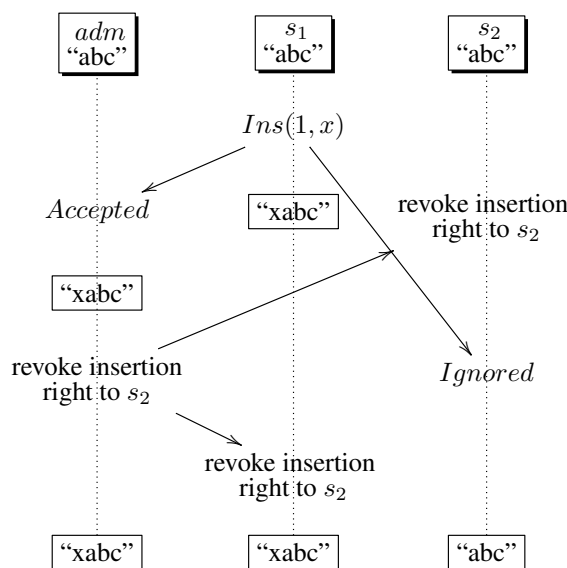 adm
“abc”
s1
“abc”
s2
“abc”
Ins(1, x)
Accepted
“xabc”
revoke insertion
right to s2
“xabc”
revoke insertion
right to s2
Ignored
revoke insertion
right to s2
“xabc”
“xabc”
“abc”